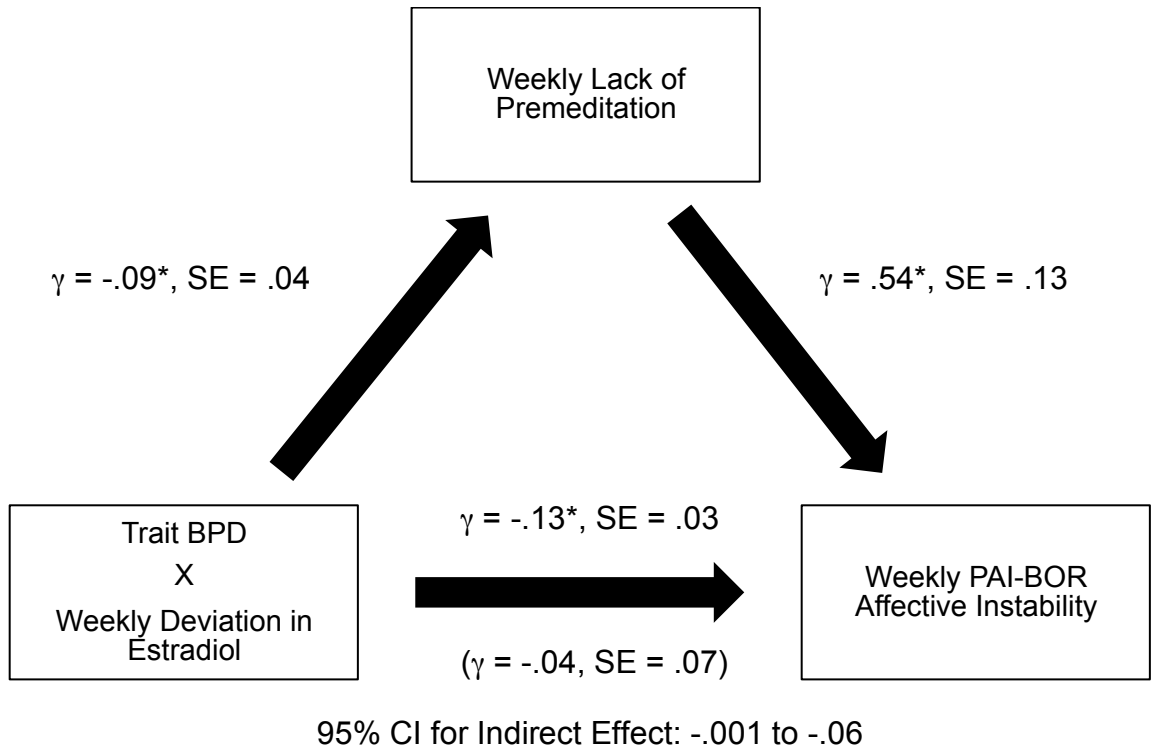 Weekly Lack of
Premeditation
γ = -.09*, SE = .04
γ = .54*, SE = .13
Trait BPD
X
Weekly Deviation in
Estradiol
γ = -.13*, SE = .03
(γ = -.04, SE = .07)
Weekly PAI-BOR
Affective Instability
95% CI for Indirect Effect: -.001 to -.06